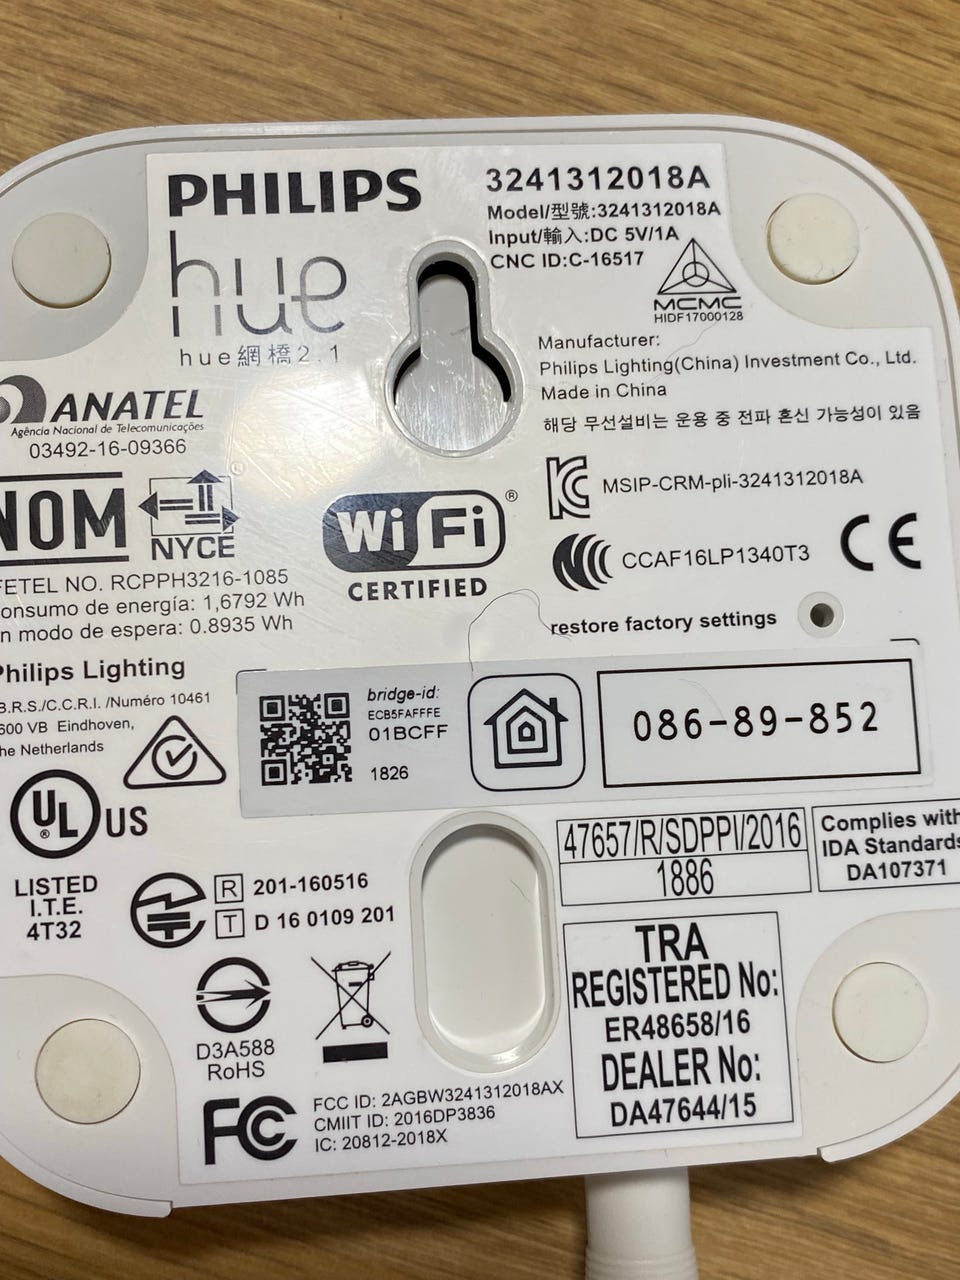 PHILIPS
hue
hue網橋2.1
3241312018A
Model/型號:3241312018A
Input/輸入:DC 5V/1A
CNC ID:C-16517
MCMC
HIDF17000128
Manufacturer:
Philips Lighting(China) Investment Co., Ltd.
Made in China
해당 무선설비는 운용 중 전파 혼신 가능성이 있음
ANATEL
Agência Nacional de Telecomunicações
03492-16-09366
NOM
NYCE
IFETEL NO. RCPPH3216-1085
onsumo de energía: 1,6792 Wh
n modo de espera: 0.8935 Wh
WiFi®
CERTIFIED
MSIP-CRM-pli-3241312018A
CCAF16LP1340T3
CE
restore factory settings
Philips Lighting
B.R.S./C.C.R.I. /Numéro 10461
600 VB Eindhoven,
he Netherlands
bridge-id:
ECB5FAFFFE
01BCFF
1826
086-89-852
UL® US
LISTED
I.T.E.
4T32
R 201-160516
T D 16 0109 201
D3A588
RoHS
47657/R/SDPPI/2016
1886
Complies with
IDA Standards
DA107371
TRA
REGISTERED No:
ER48658/16
DEALER No:
DA47644/15
FC
FCC ID: 2AGBW3241312018AX
CMIIT ID: 2016DP3836
IC: 20812-2018X